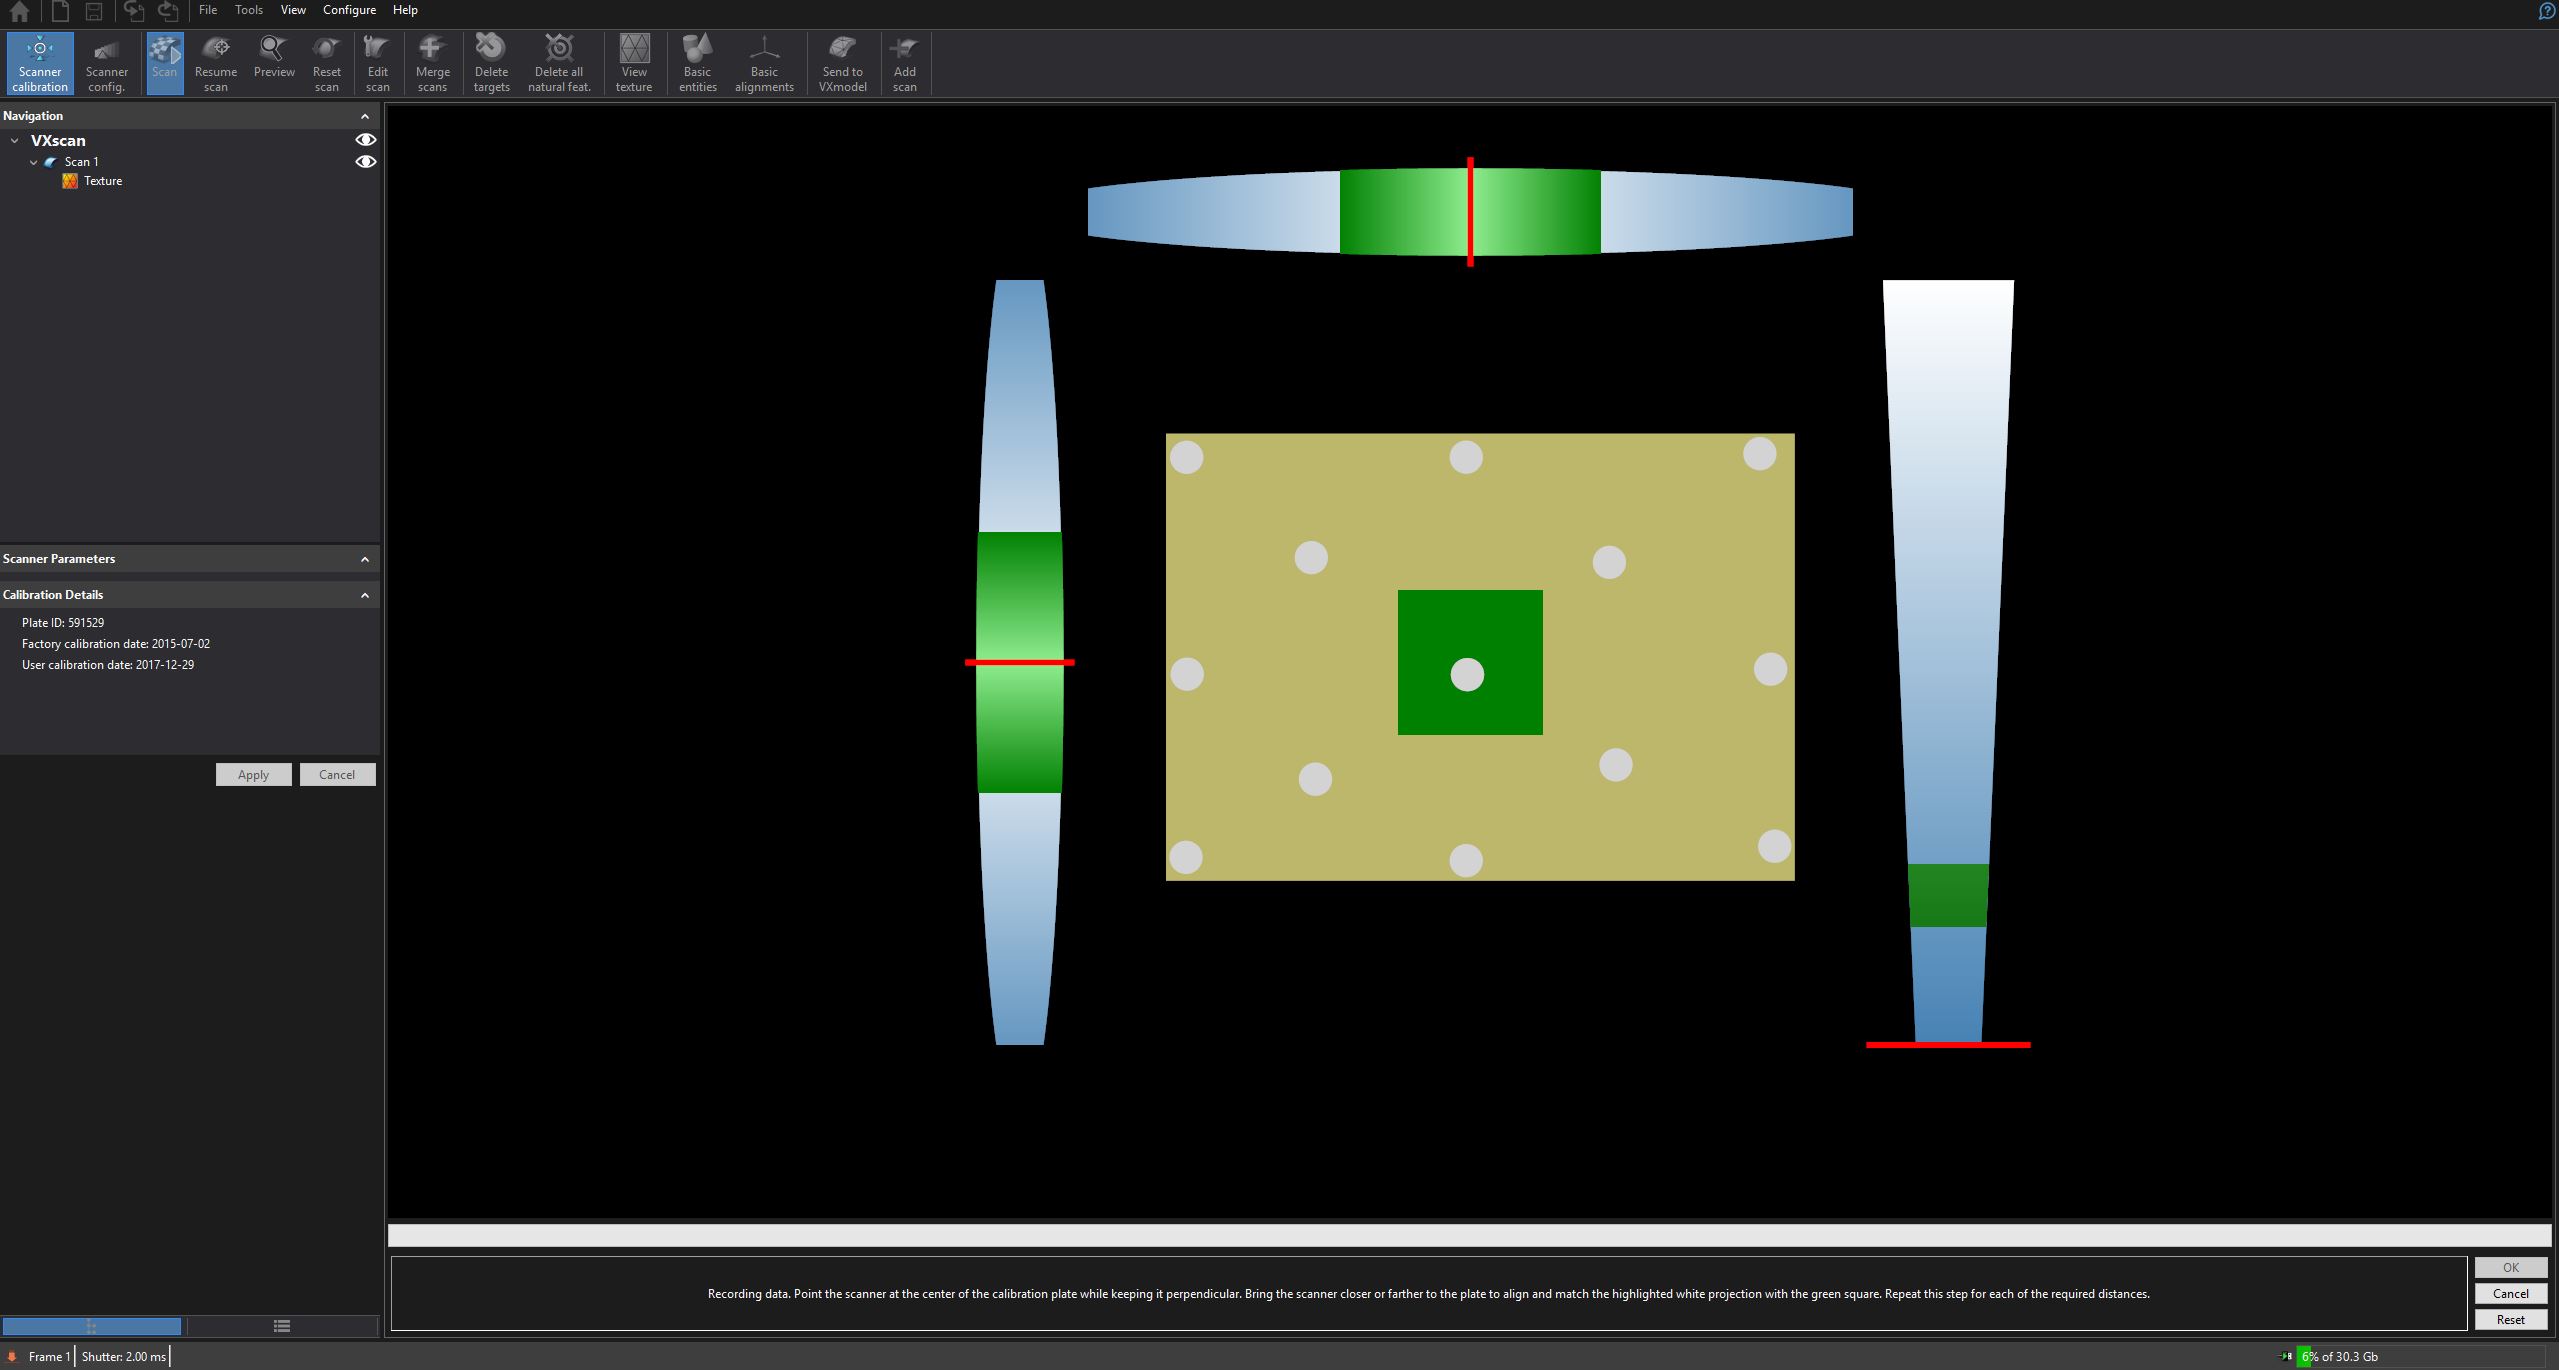 File Tools View Configure Help
Scanner calibration
Scanner config.
Scan
Resume scan
Preview
Reset scan
Edit scan
Merge scans
Delete targets
Delete all natural feat.
View texture
Basic entities
Basic alignments
Send to VXmodel
Add scan
Navigation
VXscan
Scan 1
Texture
Scanner Parameters
Calibration Details
Plate ID: 591529
Factory calibration date: 2015-07-02
User calibration date: 2017-12-29
Apply Cancel
Recording data. Point the scanner at the center of the calibration plate while keeping it perpendicular. Bring the scanner closer or farther to the plate to align and match the highlighted white projection with the green square. Repeat this step for each of the required distances.
OK
Cancel
Reset
Frame 1 Shutter: 2.00 ms 6% of 30.3 Gb